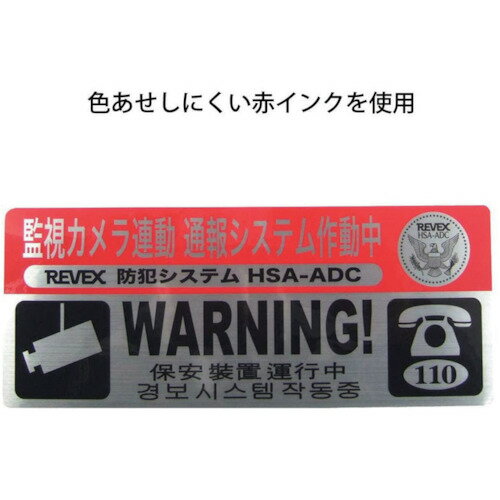 色あせしにくい赤インクを使用
監視カメラ連動 通報システム作動中
REVEX 防犯システム HSA-ADC
REVEX
HSA-ADC
WARNING!
保安裝置運行中
경보시스템작동중
110